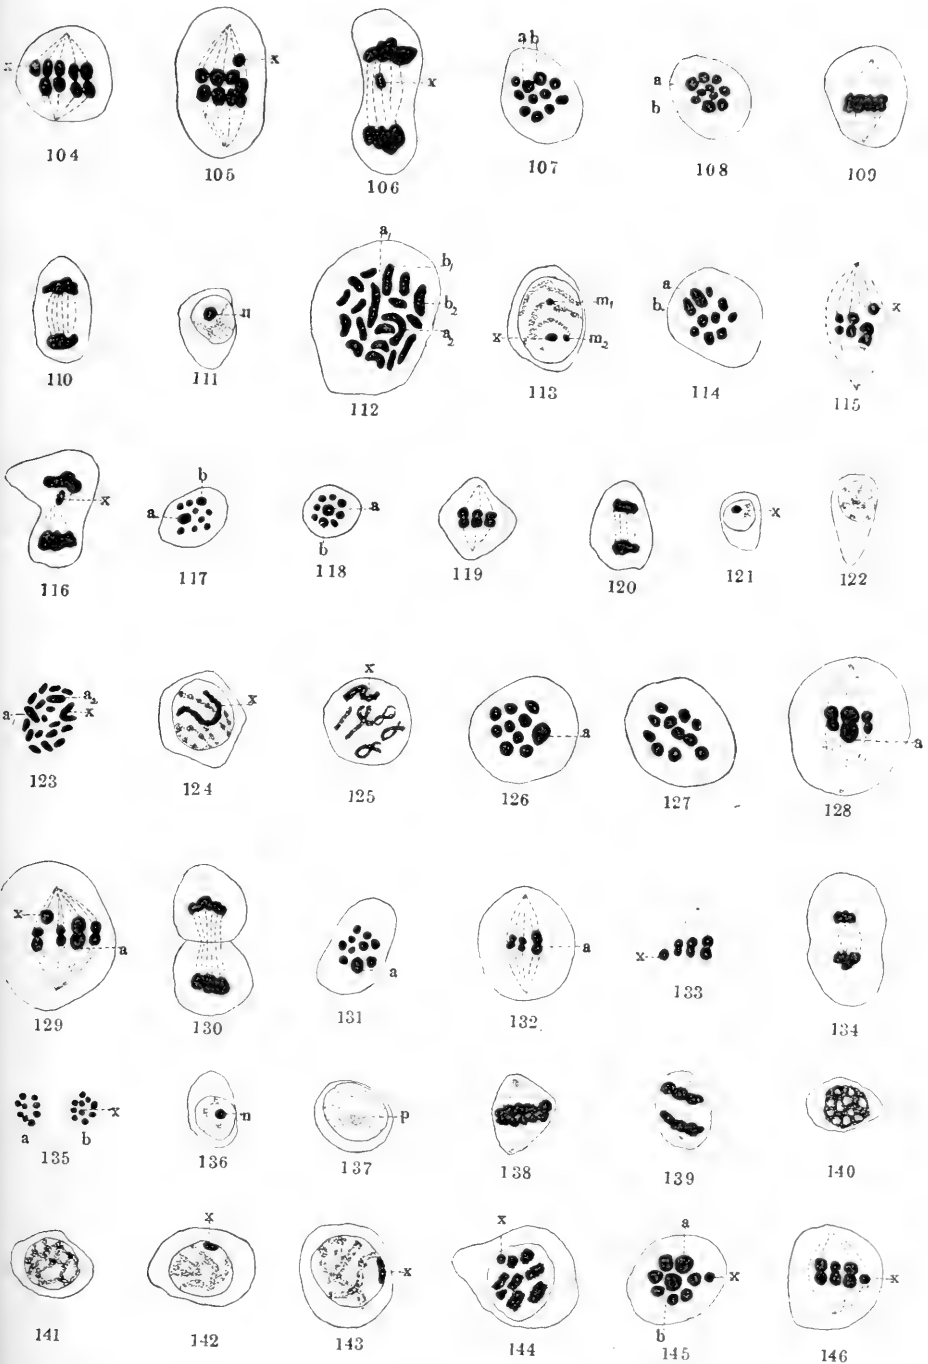 x x x a b a b
104 105 106 107 108 109
a₁ b₁ b₂ a₂ n m₁ x m₂ a b x
110 111 112 113 114 115
x b a a b x
116 117 118 119 120 121 122
a₁ a₂ x x x a a
123 124 125 126 127 128
x a a a x
129 130 131 132. 133 134
a b x n p
135 136 137 138 139 140
x x x a x b x
141 142 143 144 145 146